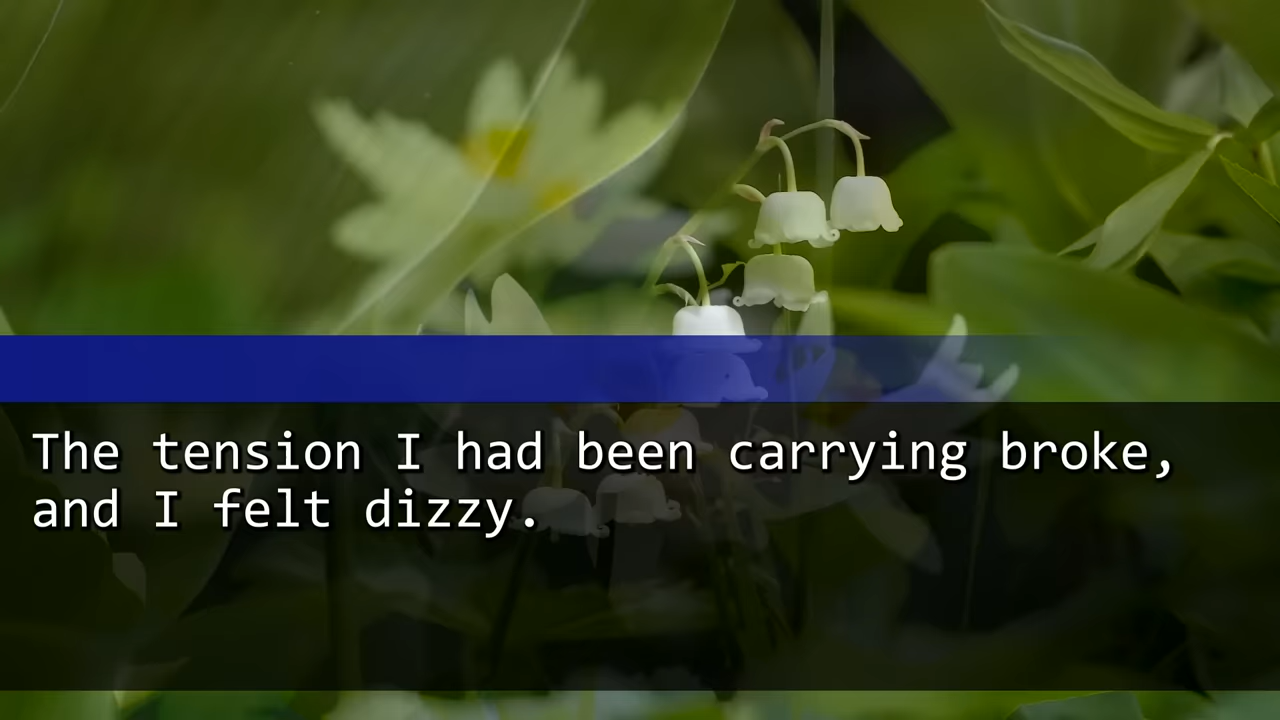 The tension I had been carrying broke,
and I felt dizzy.